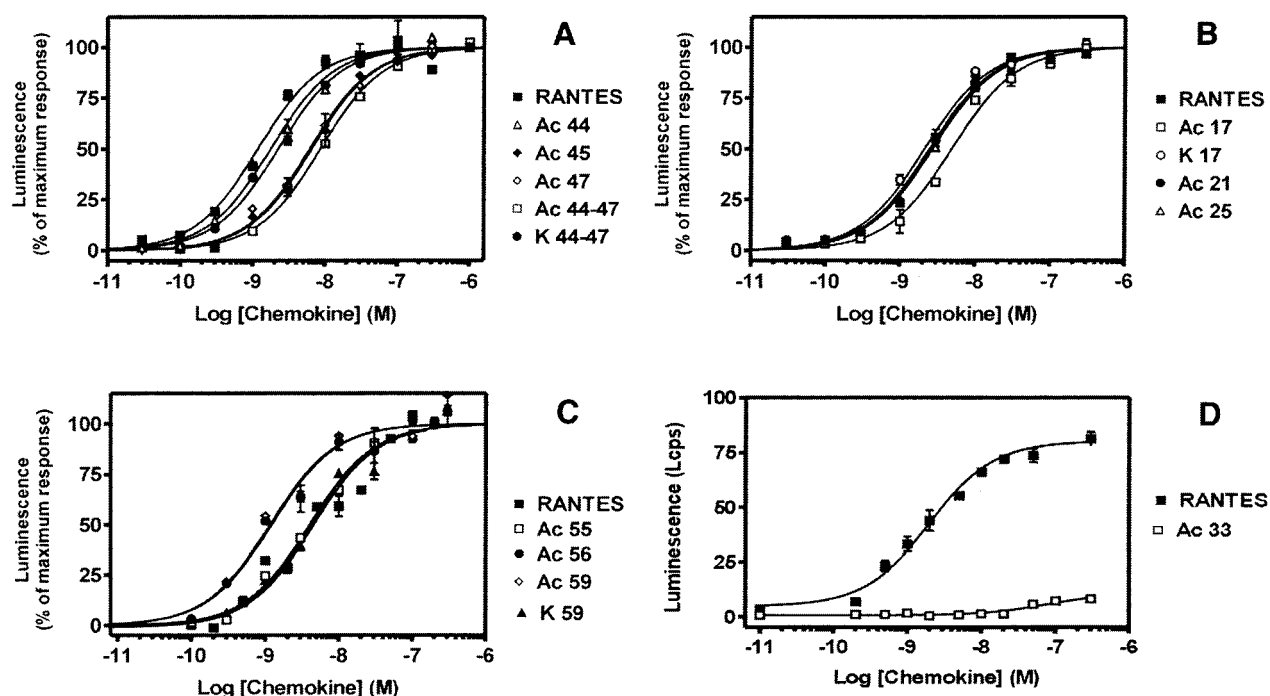 A
Luminescence
(% of maximum response)
100
75
50
25
0
-11 -10 -9 -8 -7 -6
Log [Chemokine] (M)
RANTES
Ac 44
Ac 45
Ac 47
Ac 44-47
K 44-47
B
Luminescence
(% of maximum response)
100
75
50
25
0
-11 -10 -9 -8 -7 -6
Log [Chemokine] (M)
RANTES
Ac 17
K 17
Ac 21
Ac 25
C
Luminescence
(% of maximum response)
100
75
50
25
0
-11 -10 -9 -8 -7 -6
Log [Chemokine] (M)
RANTES
Ac 55
Ac 56
Ac 59
K 59
D
Luminescence (Lcps)
100
75
50
25
0
-11 -10 -9 -8 -7 -6
Log [Chemokine] (M)
RANTES
Ac 33